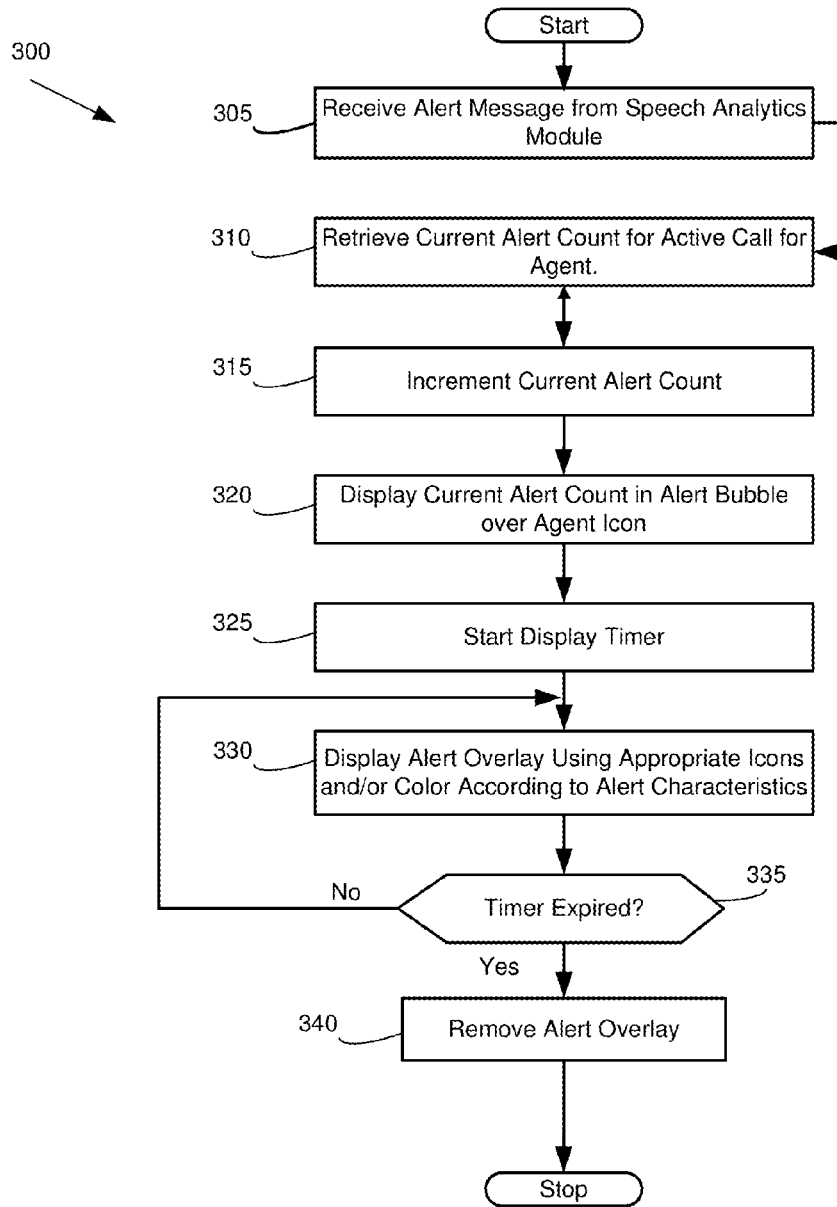 Start
300
305
Receive Alert Message from Speech Analytics
Module
310
Retrieve Current Alert Count for Active Call for
Agent.
315
Increment Current Alert Count
320
Display Current Alert Count in Alert Bubble
over Agent Icon
325
Start Display Timer
330
Display Alert Overlay Using Appropriate Icons
and/or Color According to Alert Characteristics
No
Timer Expired?
335
Yes
340
Remove Alert Overlay
Stop